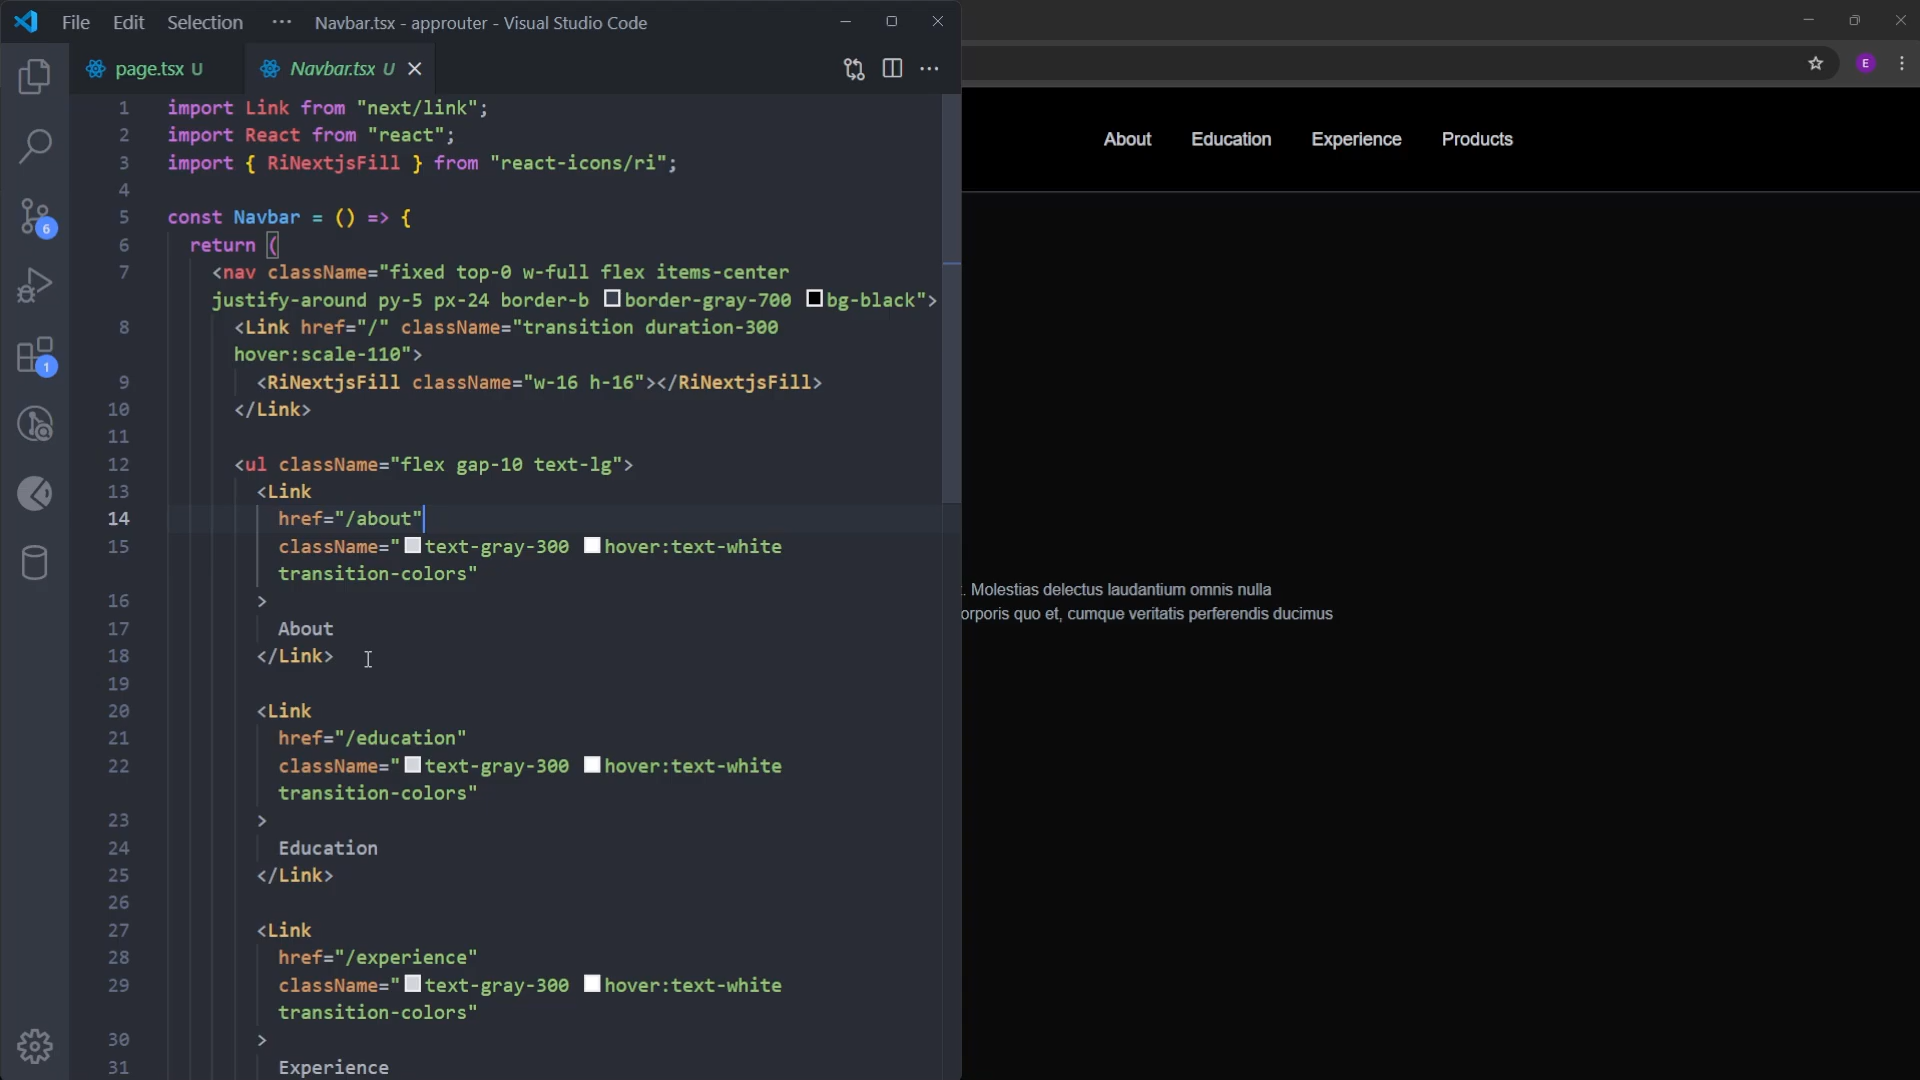 File Edit Selection ··· Navbar.tsx - approuter - Visual Studio Code
page.tsx U Navbar.tsx U
1 import Link from "next/link";
2 import React from "react";
3 import { RiNextjsFill } from "react-icons/ri";
4
5 const Navbar = () => {
6 return (
7 <nav className="fixed top-0 w-full flex items-center
justify-around py-5 px-24 border-b border-gray-700 bg-black">
8 <Link href="/" className="transition duration-300
hover:scale-110">
9 <RiNextjsFill className="w-16 h-16"></RiNextjsFill>
10 </Link>
11
12 <ul className="flex gap-10 text-lg">
13 <Link
14 href="/about"
15 className="text-gray-300 hover:text-white
transition-colors"
16 >
17 About
18 </Link>
19
20 <Link
21 href="/education"
22 className="text-gray-300 hover:text-white
transition-colors"
23 >
24 Education
25 </Link>
26
27 <Link
28 href="/experience"
29 className="text-gray-300 hover:text-white
transition-colors"
30 >
31 Experience
6
1
E
About Education Experience Products
. Molestias delectus laudantium omnis nulla
orporis quo et, cumque veritatis perferendis ducimus